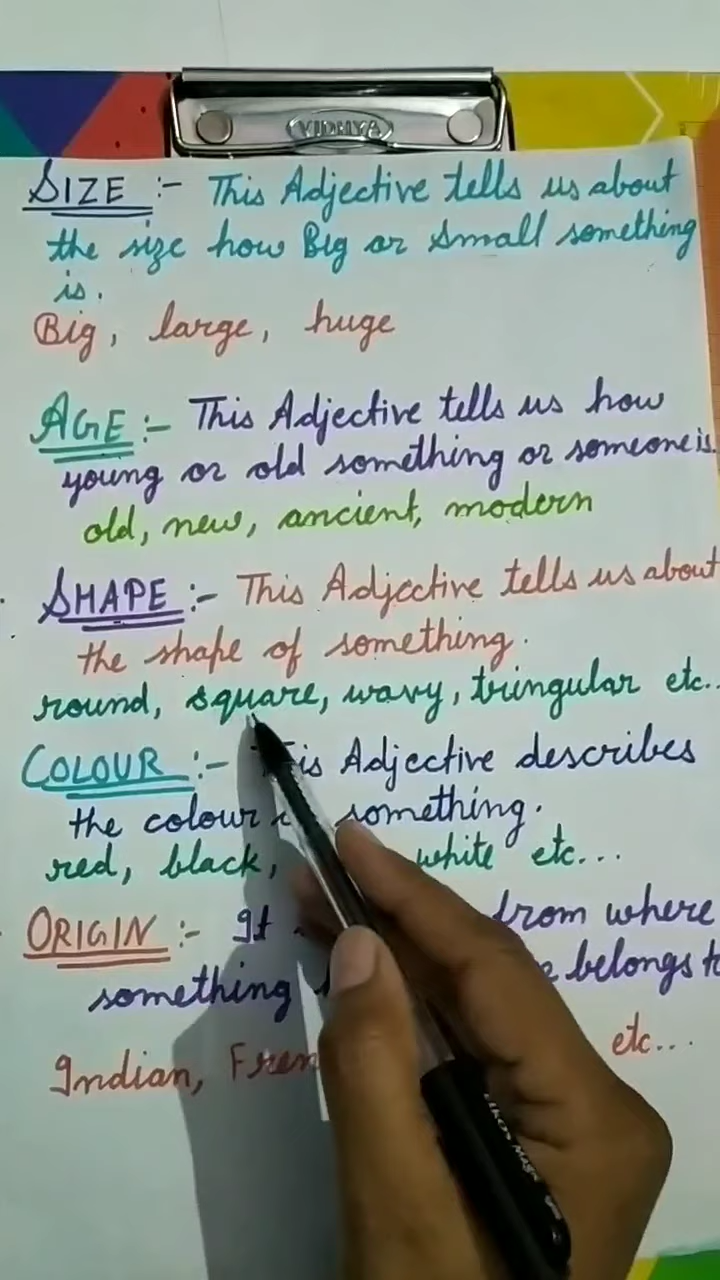 VIDHYA
SIZE :- This Adjective tells us about
the size how Big or Small something
is.
Big, large, huge
AGE :- This Adjective tells us how
young or old something or someone is.
old, new, ancient, modern
SHAPE :- This Adjective tells us about
the shape of something.
round, square, wavy, tringular etc..
COLOUR :- This Adjective describes
the colour something.
red, black, white etc...
ORIGIN :- It from where
something belongs to
Indian, etc...